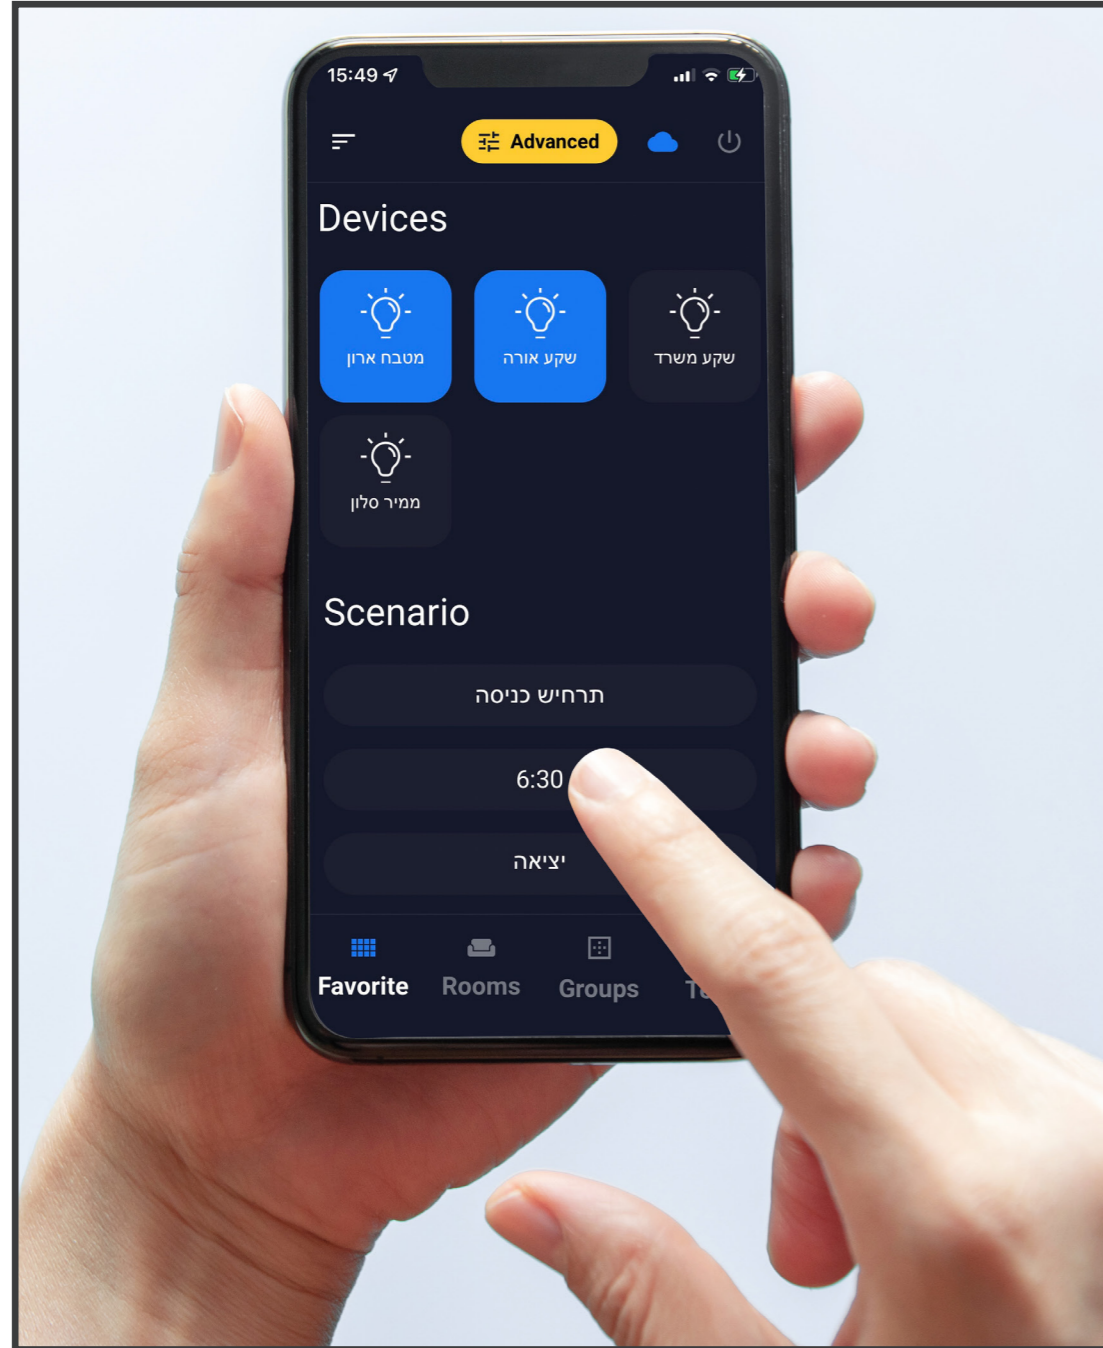 15:49
Advanced
Devices
מטבח ארון
שקע אורה
שקע משרד
ממיר סלון
Scenario
תרחיש כניסה
6:30
יציאה
Favorite
Rooms
Groups